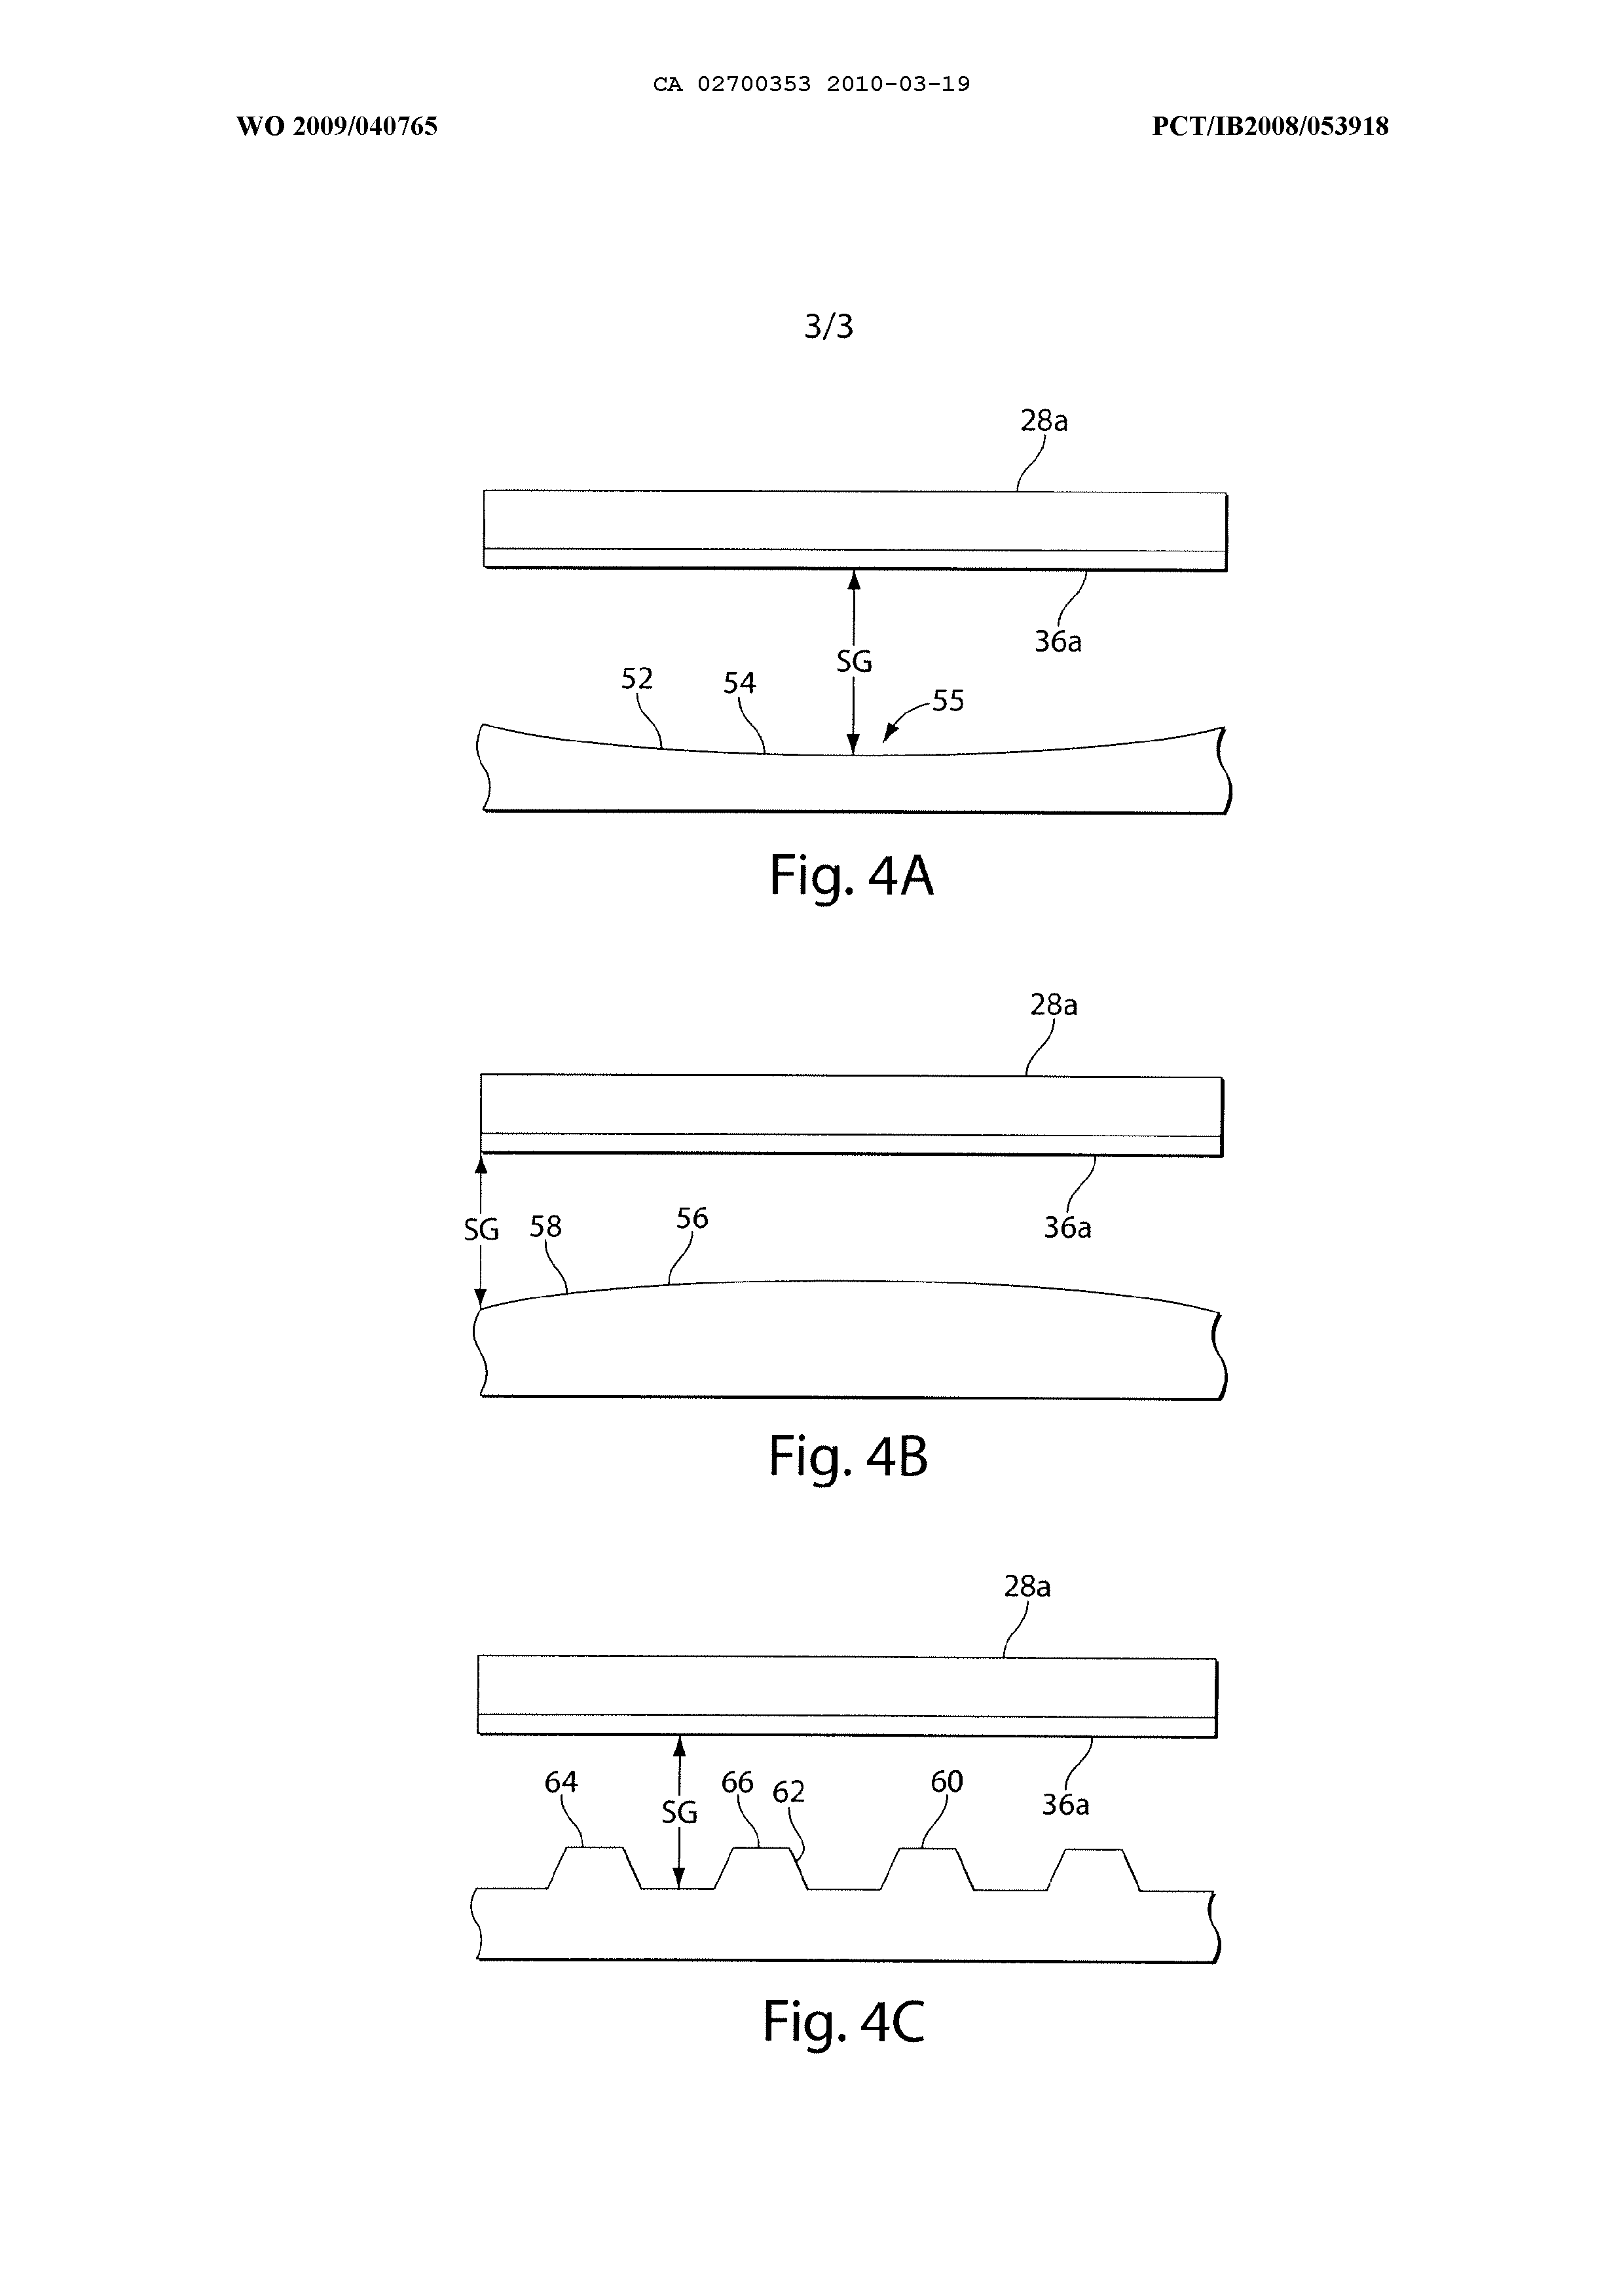 CA 02700353 2010-03-19
WO 2009/040765 PCT/IB2008/053918
3/3
28a
36a
SG
52 54 55
Fig. 4A
28a
36a
SG 58 56
Fig. 4B
28a
64 SG 66 62 60 36a
Fig. 4C